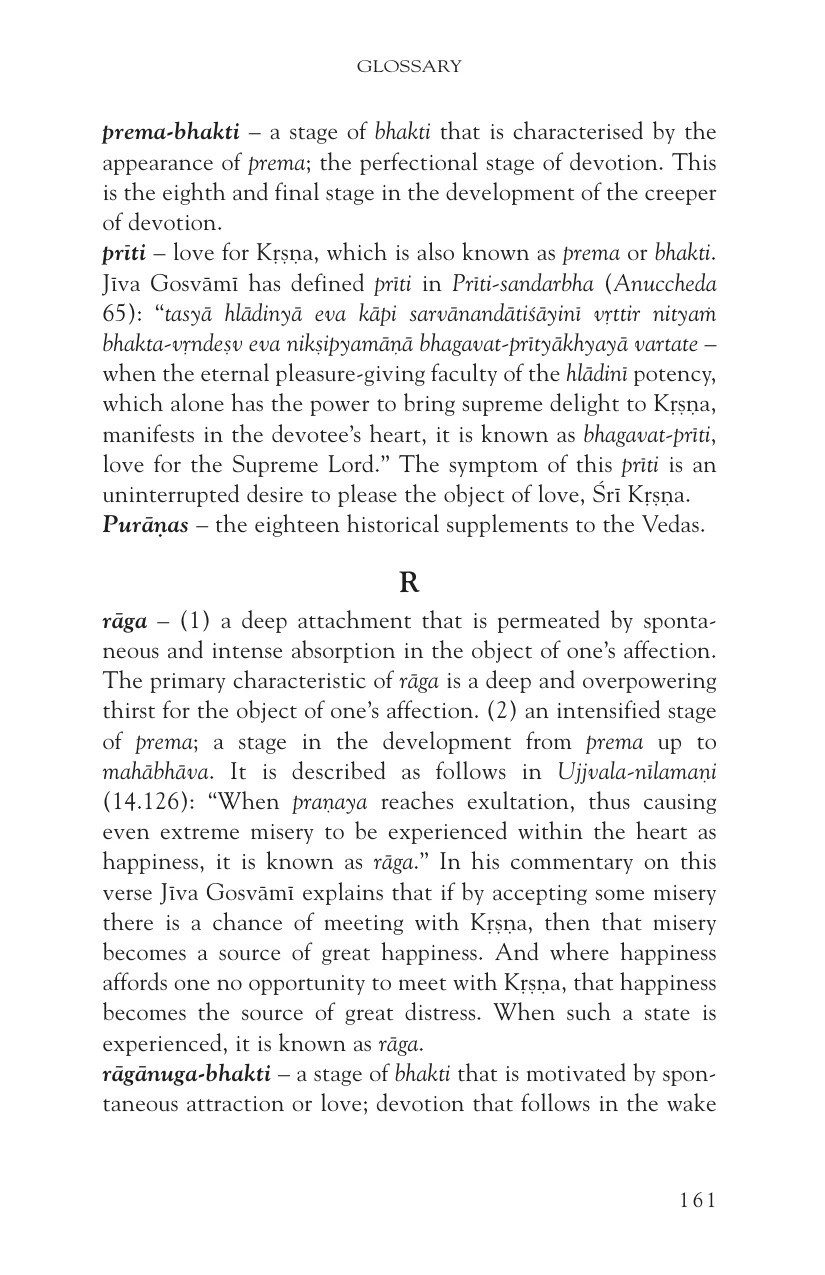 GLOSSARY
prema-bhakti – a stage of bhakti that is characterised by the
appearance of prema; the perfectional stage of devotion. This
is the eighth and final stage in the development of the creeper
of devotion.
prīti – love for Kṛṣṇa, which is also known as prema or bhakti.
Jīva Gosvāmī has defined prīti in Prīti-sandarbha (Anuccheda
65): “tasyā hlādinyā eva kāpi sarvānandātiśāyinī vṛttir nityaṁ
bhakta-vṛndeṣv eva nikṣipyamāṇā bhagavat-prītyākhyayā vartate –
when the eternal pleasure-giving faculty of the hlādinī potency,
which alone has the power to bring supreme delight to Kṛṣṇa,
manifests in the devotee’s heart, it is known as bhagavat-prīti,
love for the Supreme Lord.” The symptom of this prīti is an
uninterrupted desire to please the object of love, Śrī Kṛṣṇa.
Purāṇas – the eighteen historical supplements to the Vedas.
R
rāga – (1) a deep attachment that is permeated by sponta-
neous and intense absorption in the object of one’s affection.
The primary characteristic of rāga is a deep and overpowering
thirst for the object of one’s affection. (2) an intensified stage
of prema; a stage in the development from prema up to
mahābhāva. It is described as follows in Ujjvala-nīlamaṇi
(14.126): “When praṇaya reaches exultation, thus causing
even extreme misery to be experienced within the heart as
happiness, it is known as rāga.” In his commentary on this
verse Jīva Gosvāmī explains that if by accepting some misery
there is a chance of meeting with Kṛṣṇa, then that misery
becomes a source of great happiness. And where happiness
affords one no opportunity to meet with Kṛṣṇa, that happiness
becomes the source of great distress. When such a state is
experienced, it is known as rāga.
rāgānuga-bhakti – a stage of bhakti that is motivated by spon-
taneous attraction or love; devotion that follows in the wake
161